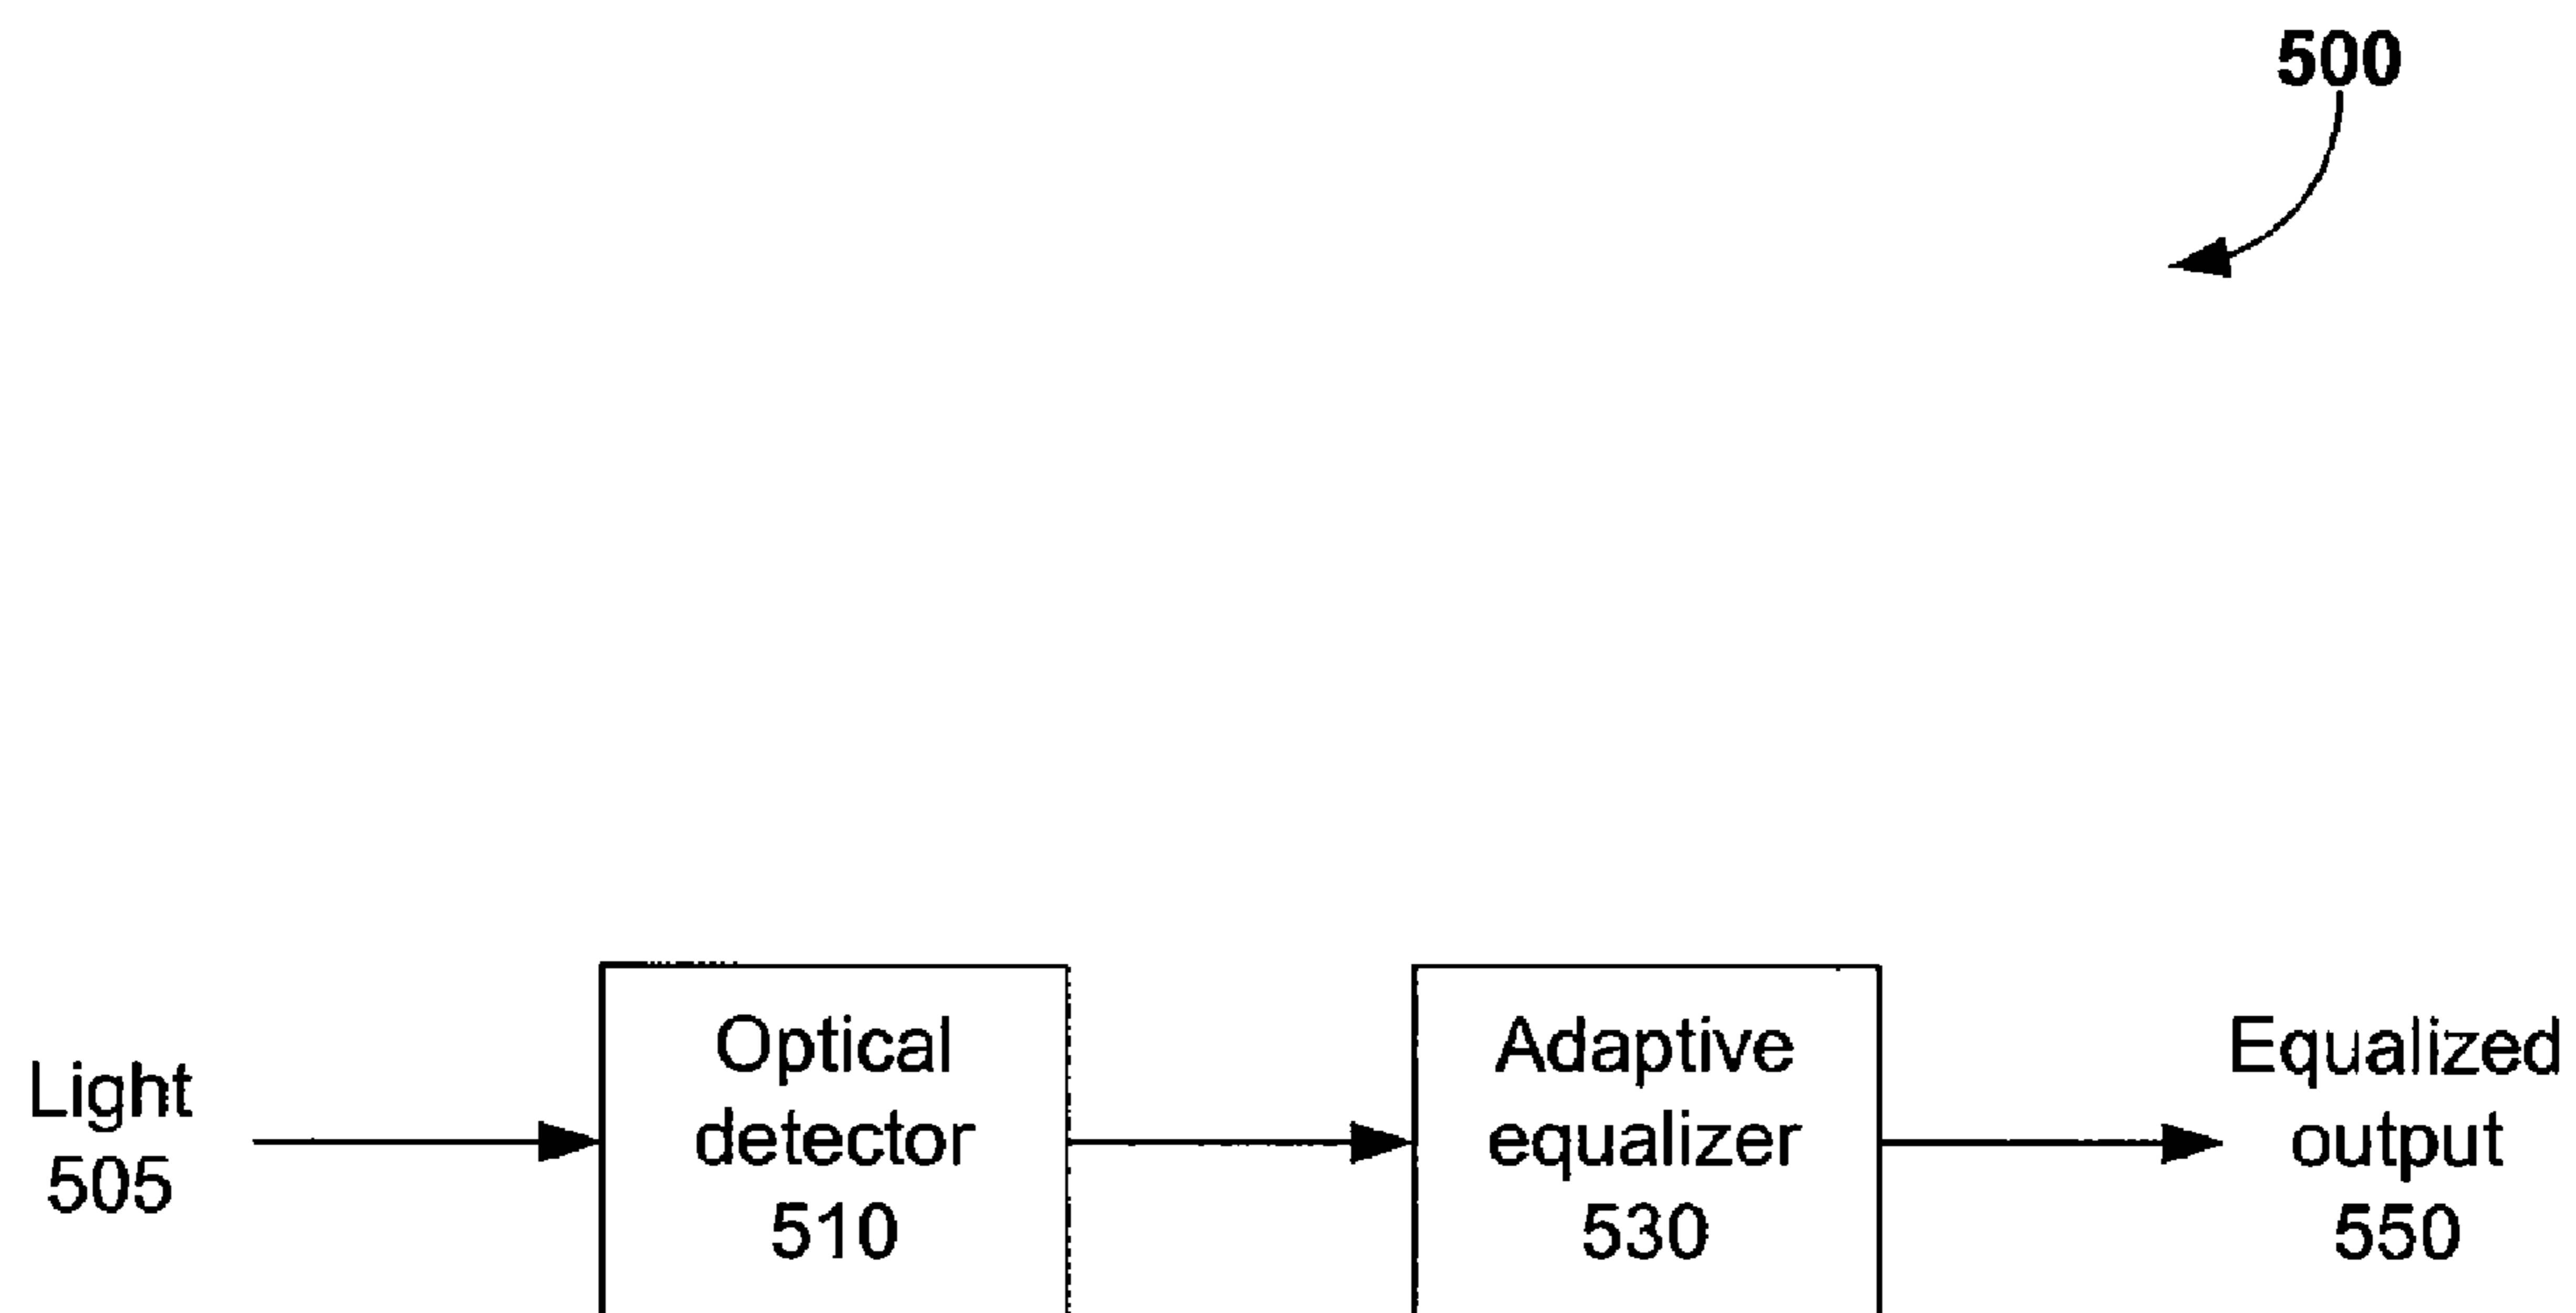 500
Light
505
Optical
detector
510
Adaptive
equalizer
530
Equalized
output
550